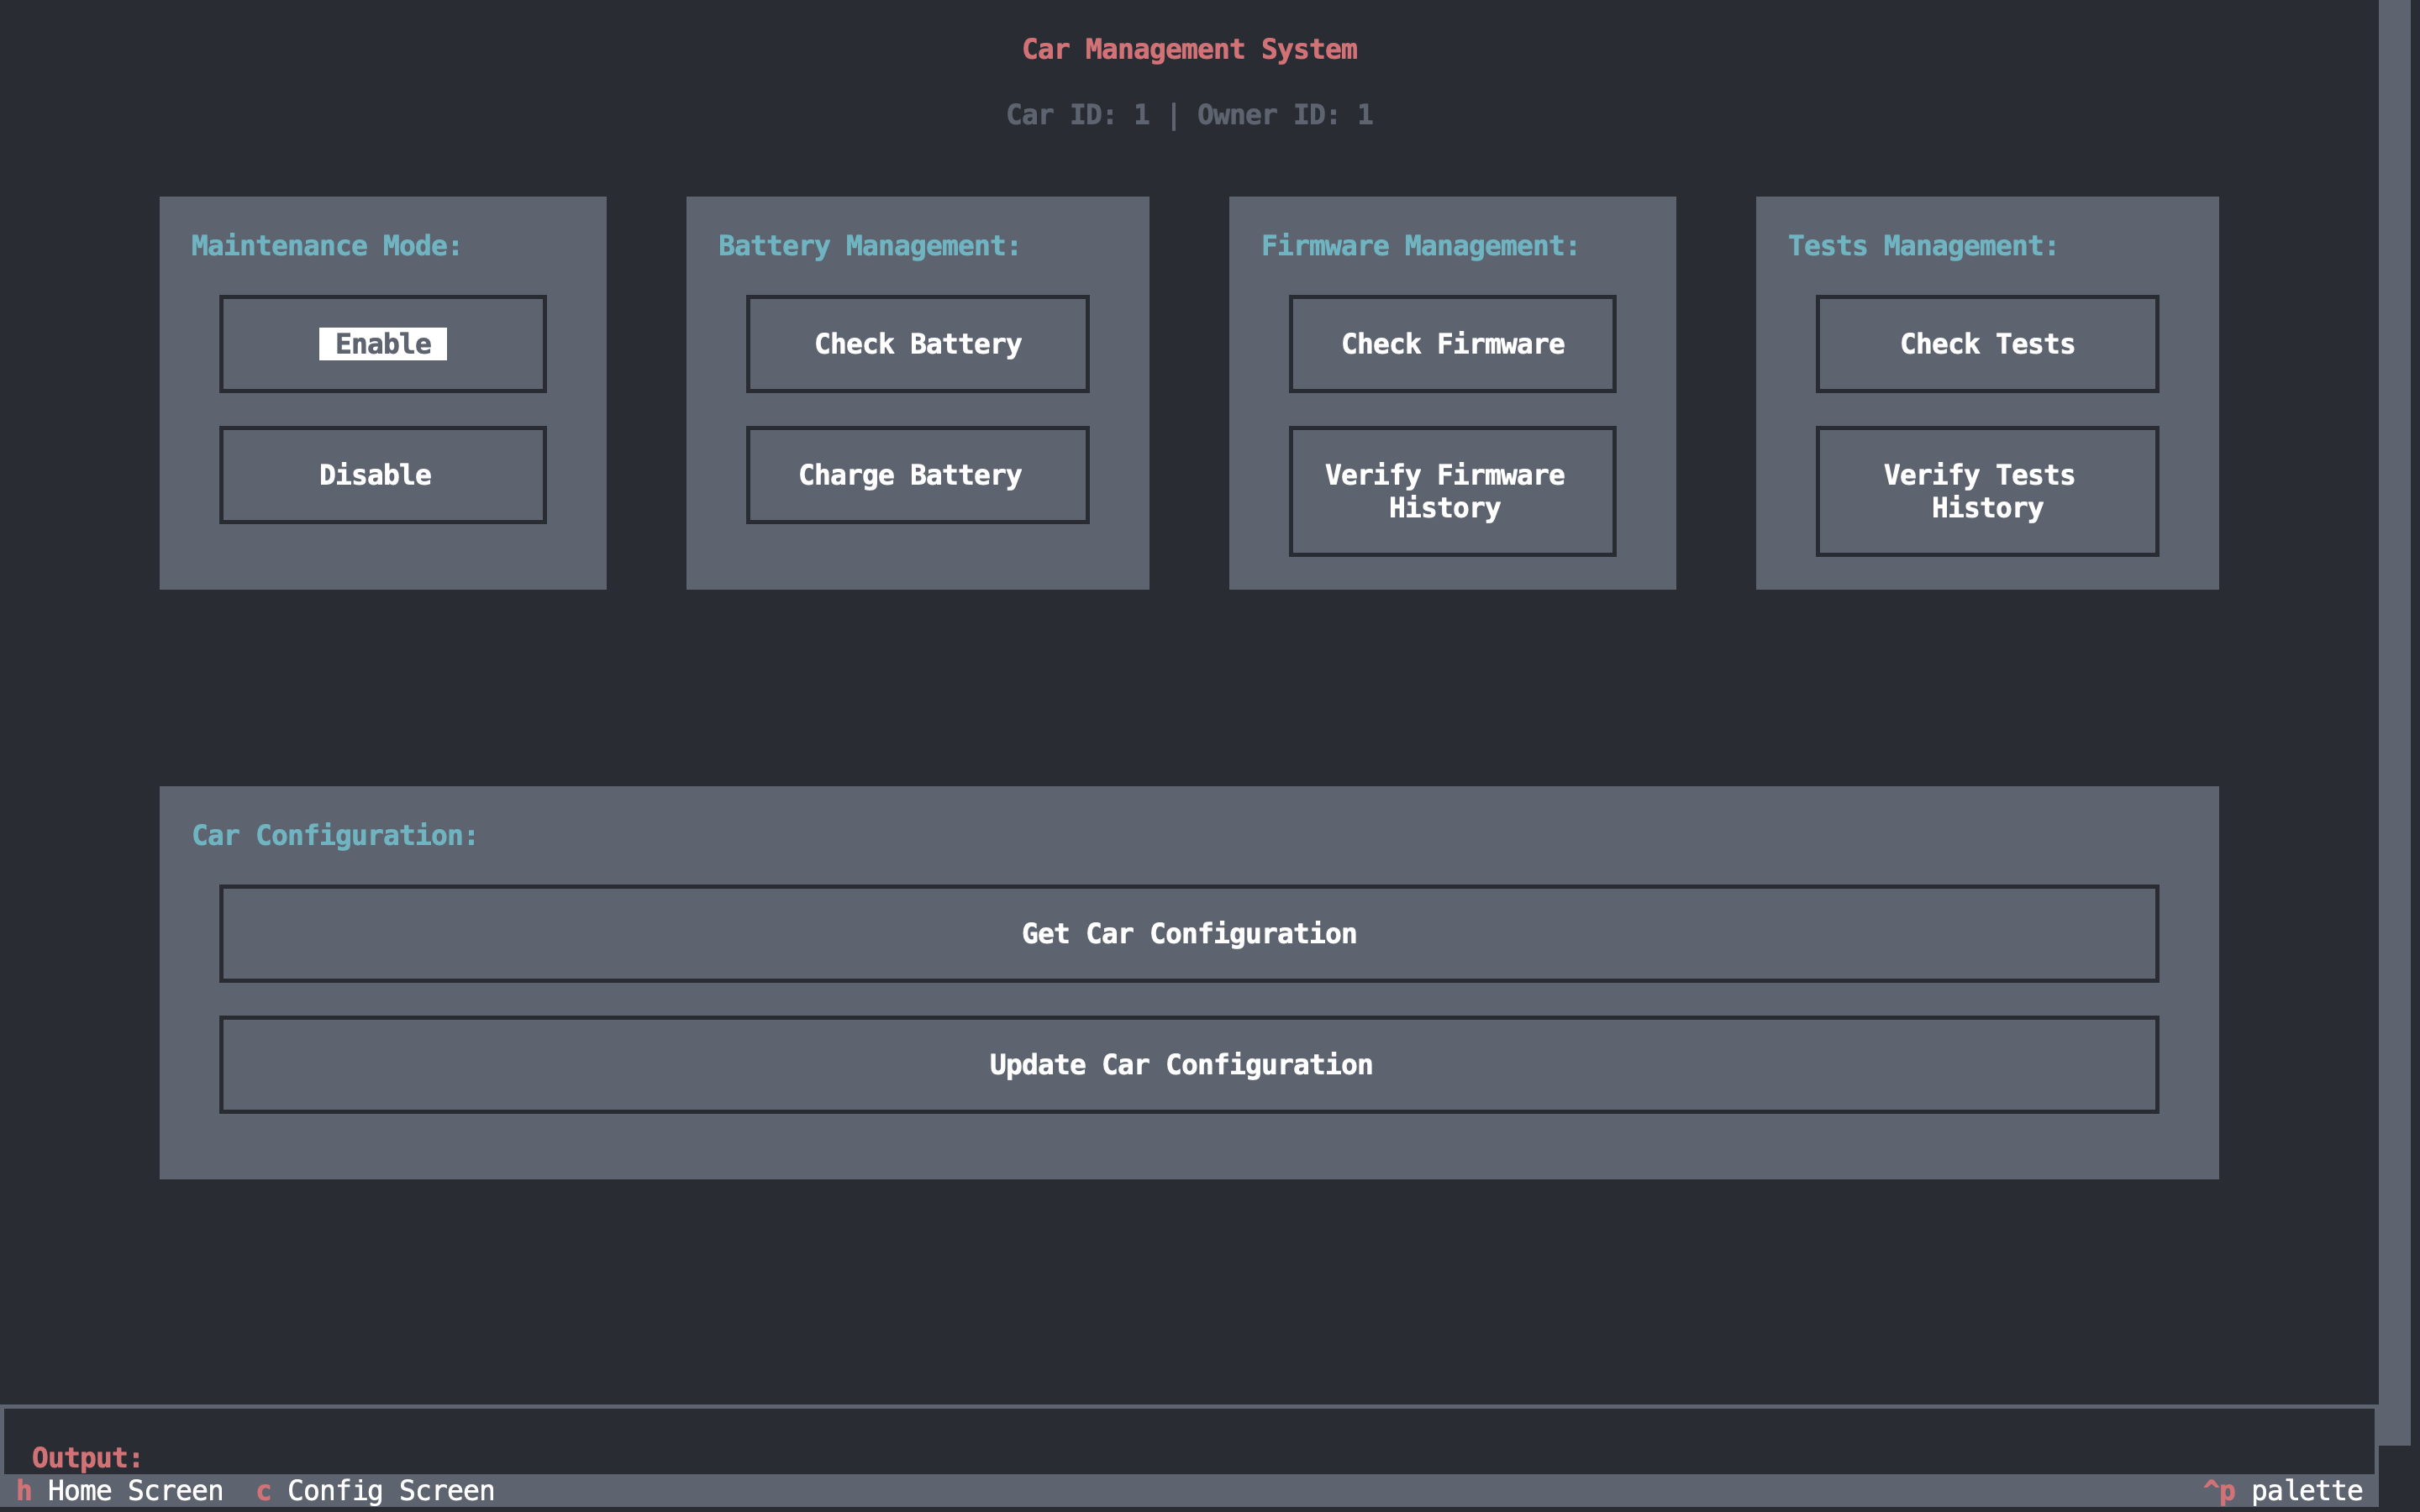 Car Management System
Car ID: 1 | Owner ID: 1
Maintenance Mode:
Enable
Disable
Battery Management:
Check Battery
Charge Battery
Firmware Management:
Check Firmware
Verify Firmware
History
Tests Management:
Check Tests
Verify Tests
History
Car Configuration:
Get Car Configuration
Update Car Configuration
Output:
h Home Screen c Config Screen ^p palette